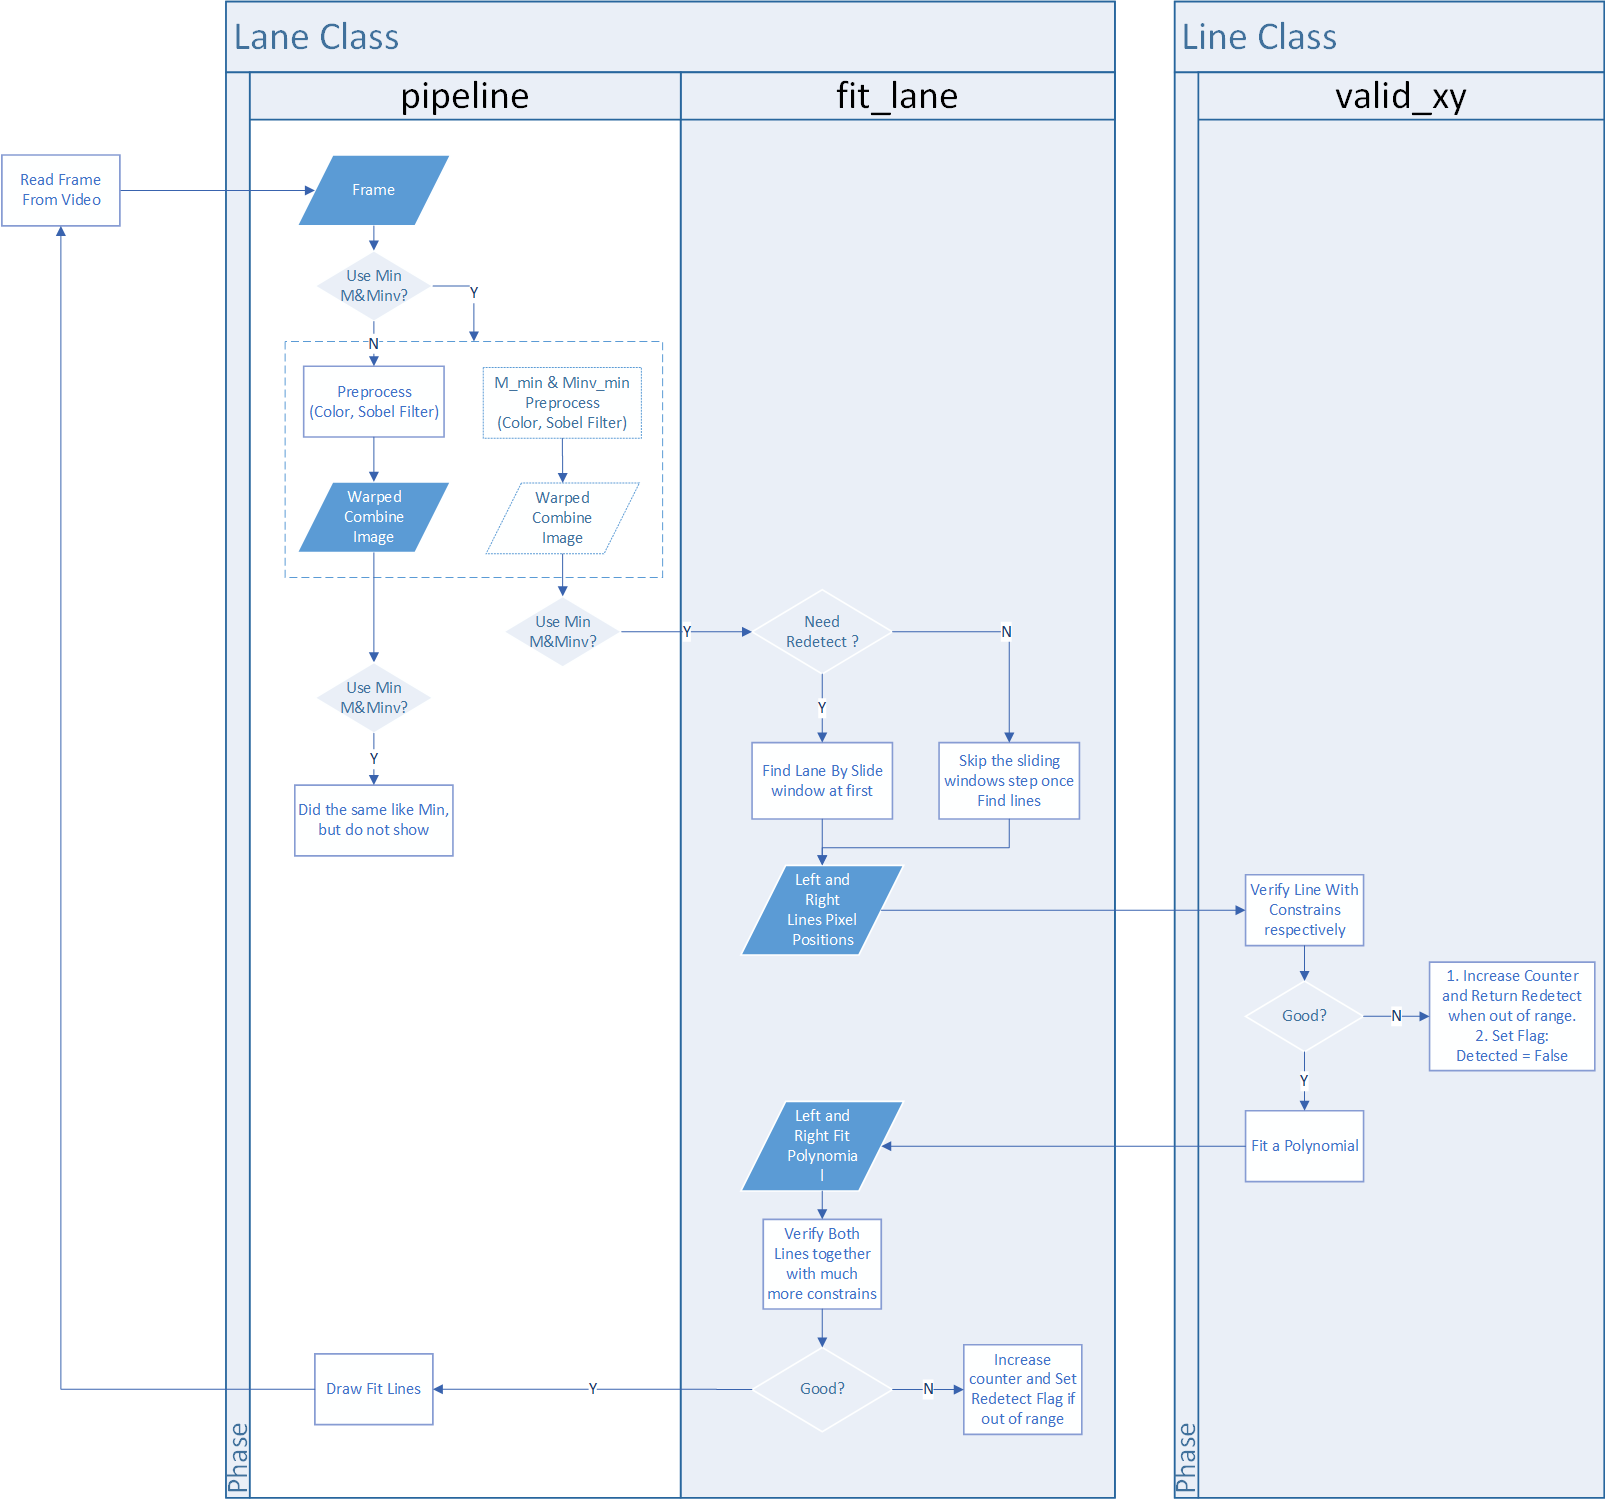 Lane Class
Line Class
pipeline
fit_lane
valid_xy
Read Frame
From Video
Frame
Use Min
M&Minv?
Y
N
Preprocess
(Color, Sobel Filter)
M_min & Minv_min
Preprocess
(Color, Sobel Filter)
Warped
Combine
Image
Warped
Combine
Image
Use Min
M&Minv?
Y
Need
Redetect ?
N
Y
Use Min
M&Minv?
Y
Did the same like Min,
but do not show
Find Lane By Slide
window at first
Skip the sliding
windows step once
Find lines
Left and
Right
Lines Pixel
Positions
Verify Line With
Constrains
respectively
Good?
N
1. Increase Counter
and Return Redetect
when out of range.
2. Set Flag:
Detected = False
Y
Fit a Polynomial
Left and
Right Fit
Polynomia
l
Verify Both
Lines together
with much
more constrains
Good?
N
Increase
counter and Set
Redetect Flag if
out of range
Y
Draw Fit Lines
Phase
Phase